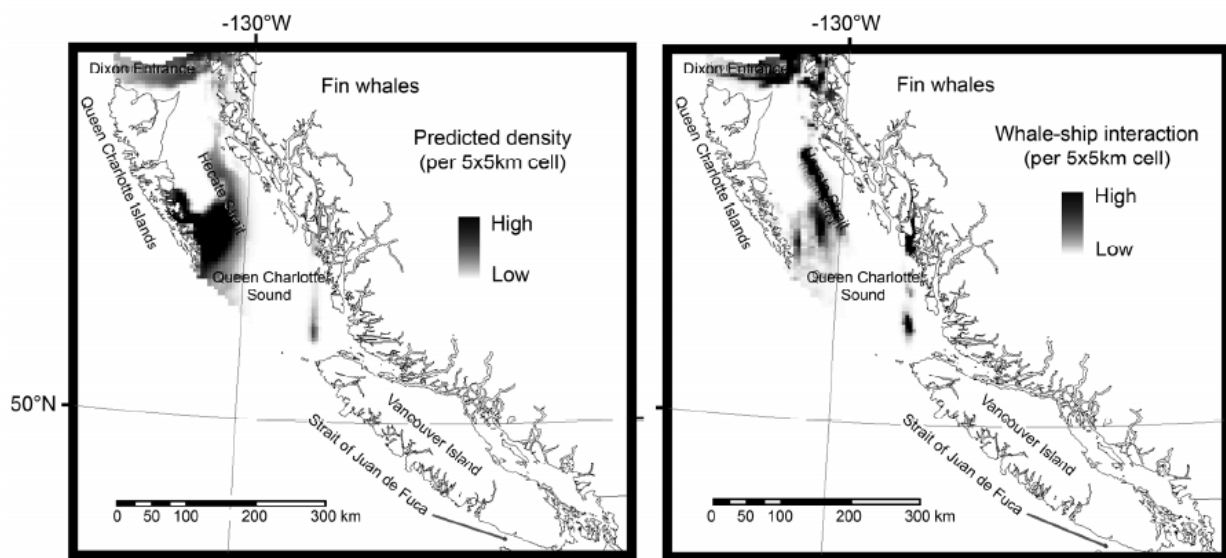 -130°W
Dixon Entrance
Fin whales
Queen Charlotte Islands
Predicted density
(per 5x5km cell)
Hecate Strait
High
Low
Queen Charlotte
Sound
50°N
Vancouver Island
Strait of Juan de Fuca
0 50 100 200 300 km
-130°W
Dixon Entrance
Fin whales
Queen Charlotte Islands
Whale-ship interaction
(per 5x5km cell)
Hecate Strait
High
Low
Queen Charlotte
Sound
Vancouver Island
Strait of Juan de Fuca
0 50 100 200 300 km